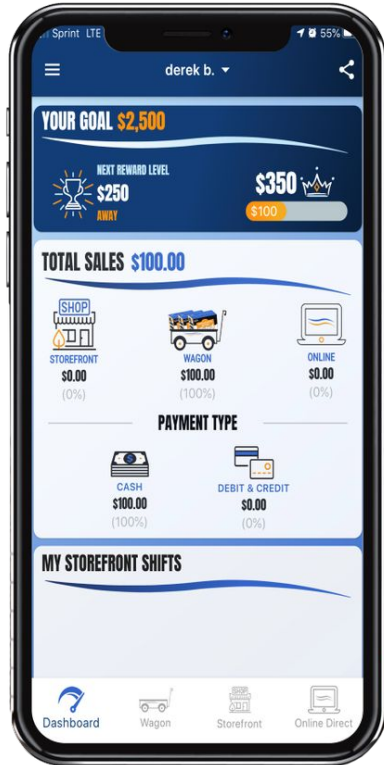 Sprint LTE
55%
derek b.
YOUR GOAL $2,500
NEXT REWARD LEVEL
$250
AWAY
$350
$100
TOTAL SALES $100.00
SHOP
STOREFRONT
$0.00
(0%)
WAGON
$100.00
(100%)
ONLINE
$0.00
(0%)
PAYMENT TYPE
CASH
$100.00
(100%)
DEBIT & CREDIT
$0.00
(0%)
MY STOREFRONT SHIFTS
Dashboard
Wagon
SHOP
Storefront
Online Direct